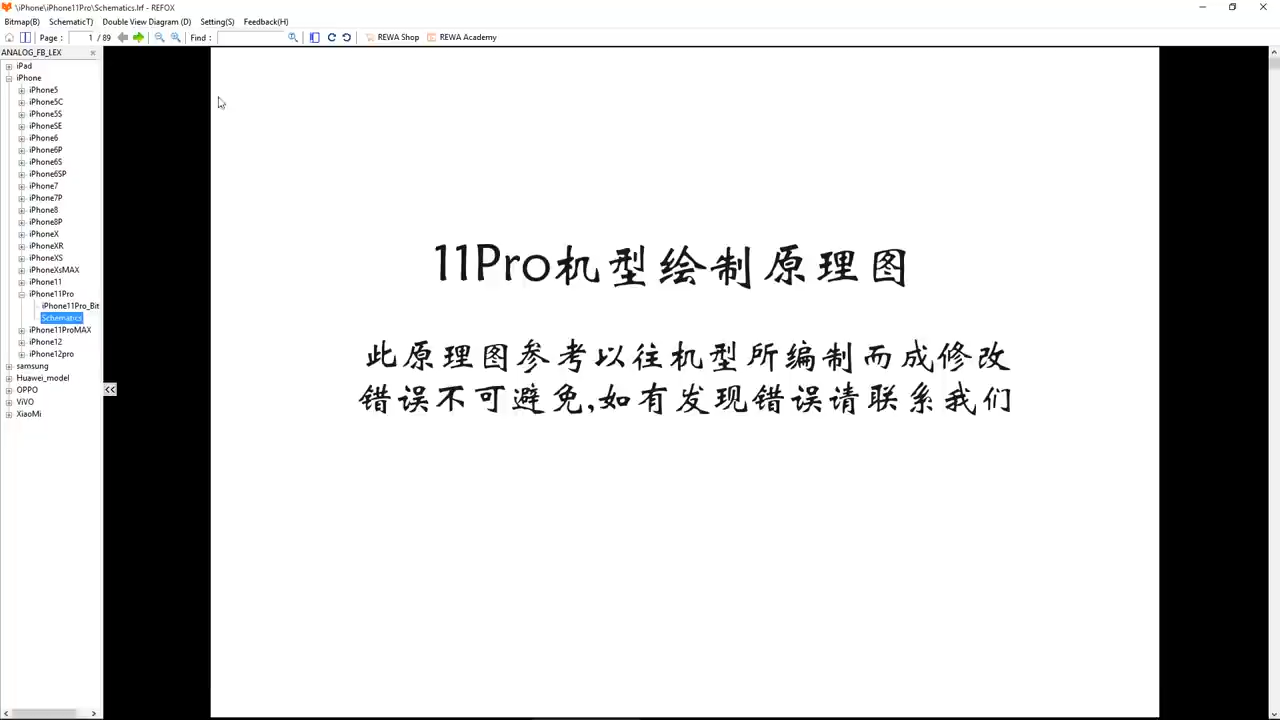 \iPhone\iPhone11Pro\Schematics.lrf - REFOX
Bitmap(B) SchematicT) Double View Diagram (D) Setting(S) Feedback(H)
Page : 1 / 89 Find : REWA Shop REWA Academy
ANALOG_FB_LEX
iPad
iPhone
iPhone5
iPhone5C
iPhone5S
iPhoneSE
iPhone6
iPhone6P
iPhone6S
iPhone6SP
iPhone7
iPhone7P
iPhone8
iPhone8P
iPhoneX
iPhoneXR
iPhoneXS
iPhoneXsMAX
iPhone11
iPhone11Pro
iPhone11Pro_Bit
Schematics
iPhone11ProMAX
iPhone12
iPhone12pro
samsung
Huawei_model
OPPO
ViVO
XiaoMi
<<
11Pro机型绘制原理图
此原理图参考以往机型所编制而成修改
错误不可避免,如有发现错误请联系我们